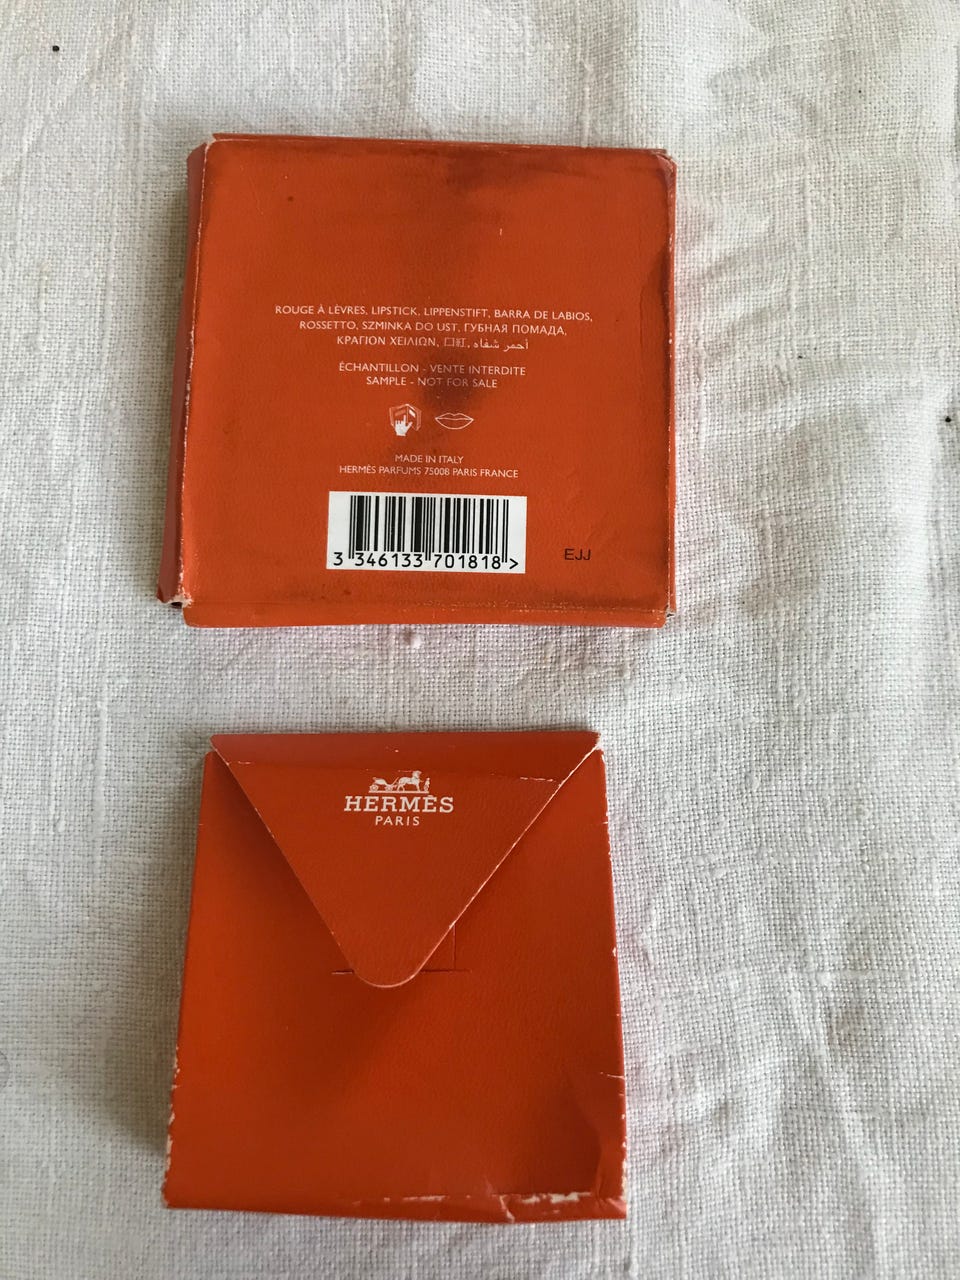 ROUGE À LÈVRES, LIPSTICK, LIPPENSTIFT, BARRA DE LABIOS,
ROSSETTO, SZMINKA DO UST, ГУБНАЯ ПОМАДА,
ΚΡΑΓΙΟΝ ΧΕΙΛΙΩΝ, 口紅, أحمر شفاه
ÉCHANTILLON - VENTE INTERDITE
SAMPLE - NOT FOR SALE
MADE IN ITALY
HERMÈS PARFUMS 75008 PARIS FRANCE
3 346133 701818 >
EJJ
HERMÈS
PARIS